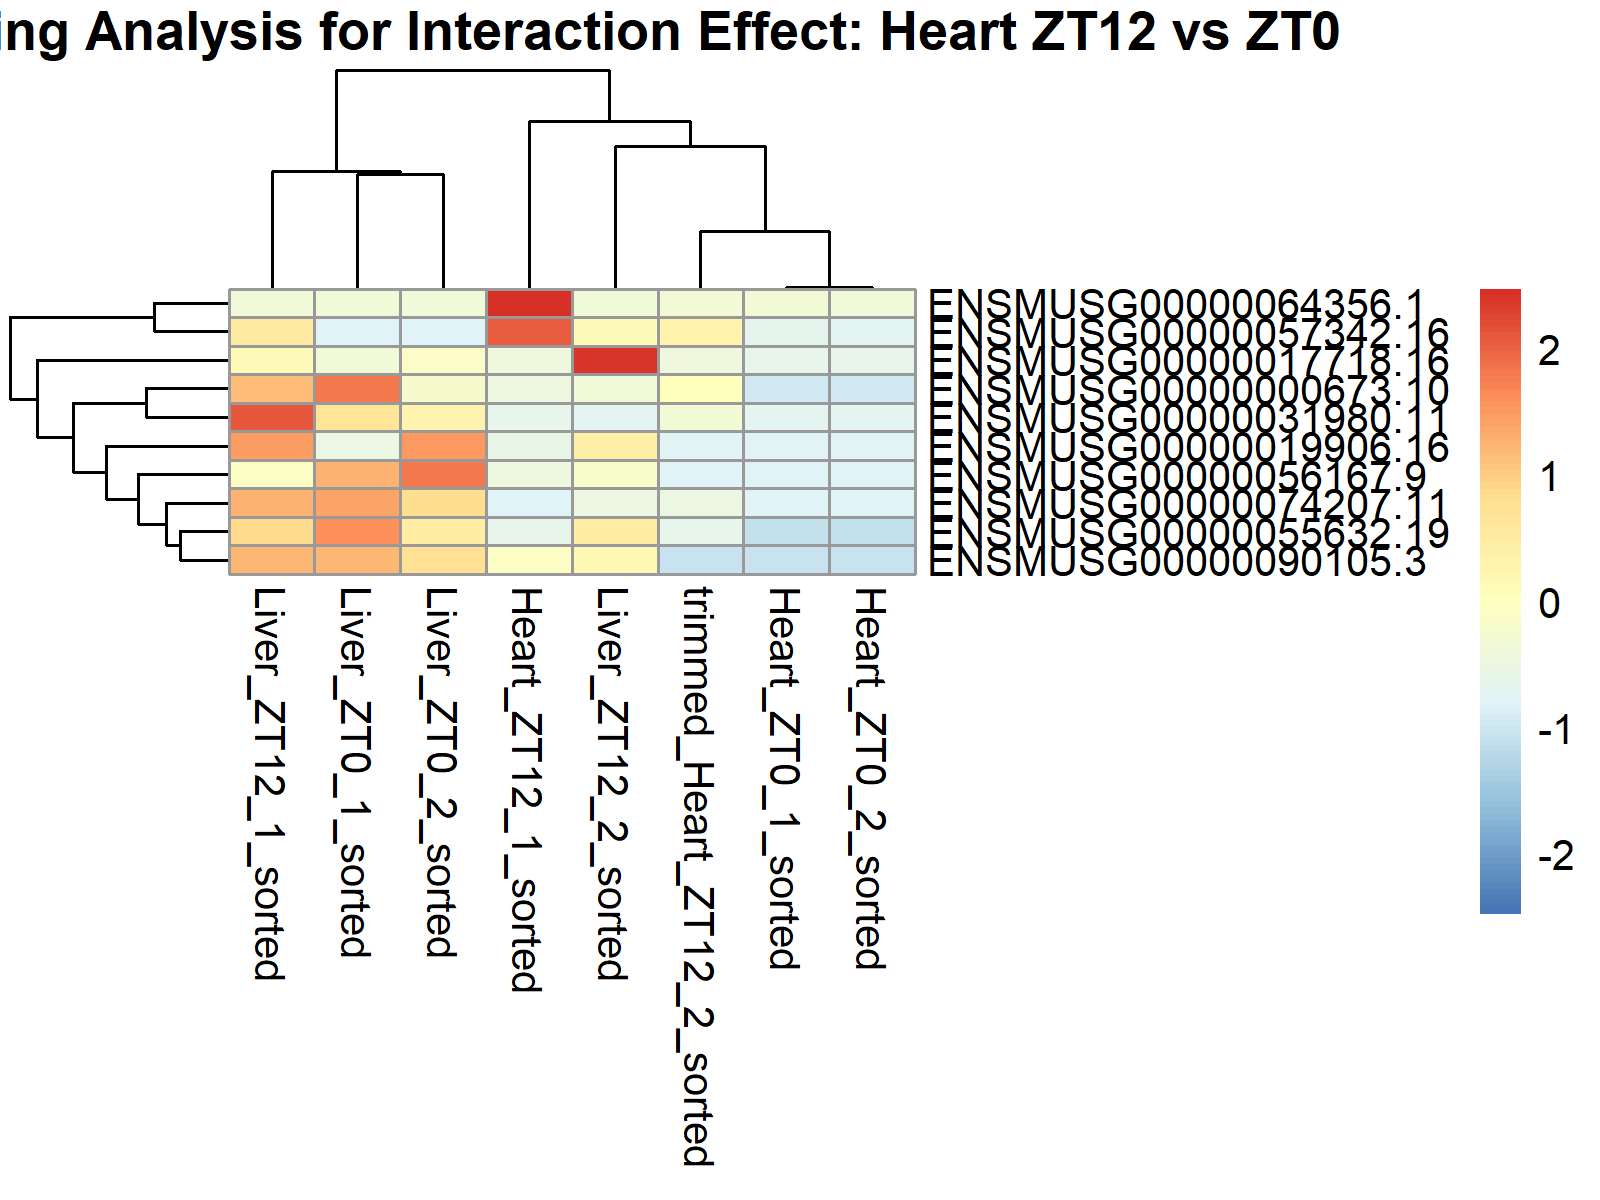 ing Analysis for Interaction Effect: Heart ZT12 vs ZT0
ENSMUSG00000064356.1
ENSMUSG00000057342.16
ENSMUSG00000017718.16
ENSMUSG00000000673.10
ENSMUSG00000031980.11
ENSMUSG00000019906.16
ENSMUSG00000056167.9
ENSMUSG00000074207.11
ENSMUSG00000055632.19
ENSMUSG00000090105.3
2
1
0
-1
-2
Liver_ZT12_1_sorted
Liver_ZT0_1_sorted
Liver_ZT0_2_sorted
Heart_ZT12_1_sorted
Liver_ZT12_2_sorted
trimmed_Heart_ZT12_2_sorted
Heart_ZT0_1_sorted
Heart_ZT0_2_sorted